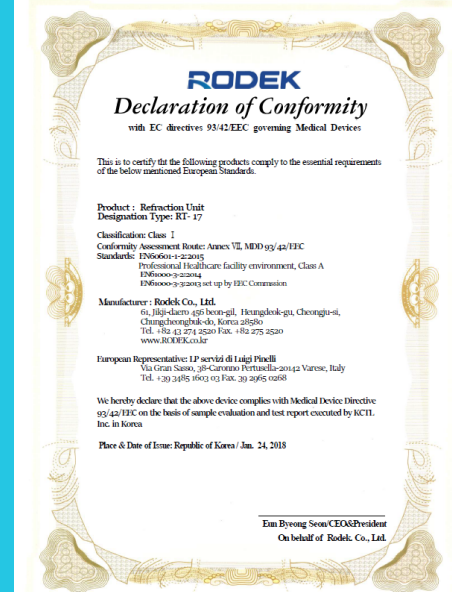 RODEK
Declaration of Conformity
with EC directives 93/42/EEC governing Medical Devices
This is to certify tht the following products comply to the essential requirements
of the below mentioned European Standards.
Product : Refraction Unit
Designation Type: RT- 17
Classification: Class Ⅰ
Conformity Assessment Route: Annex Ⅶ, MDD 93/42/EEC
Standards: EN60601-1-2:2015
Professional Healthcare facility environment, Class A
EN61000-3-2:2014
EN61000-3-3:2013 set up by EEC Commssion
Manufacturer : Rodek Co., Ltd.
61, Jikji-daero 436 beon-gil, Heungdeok-gu, Cheongju-si,
Chungcheongbuk-do, Korea 28580
Tel. +82 43 274 2520 Fax. +82 275 2520
www.RODEK.co.kr
European Representative: LP servizi di Luigi Pinelli
Via Gran Sasso, 38-Caronno Pertusella-20142 Varese, Italy
Tel. +39 3485 1603 03 Fax. 39 2965 0268
We hereby declare that the above device complies with Medical Device Directive
93/42/EEC on the basis of sample evaluation and test report executed by KCTL
Inc. in Korea
Place & Date of Issue: Republic of Korea / Jan. 24, 2018
Eun Byeong Seon/CEO&President
On behalf of Rodek. Co., Ltd.